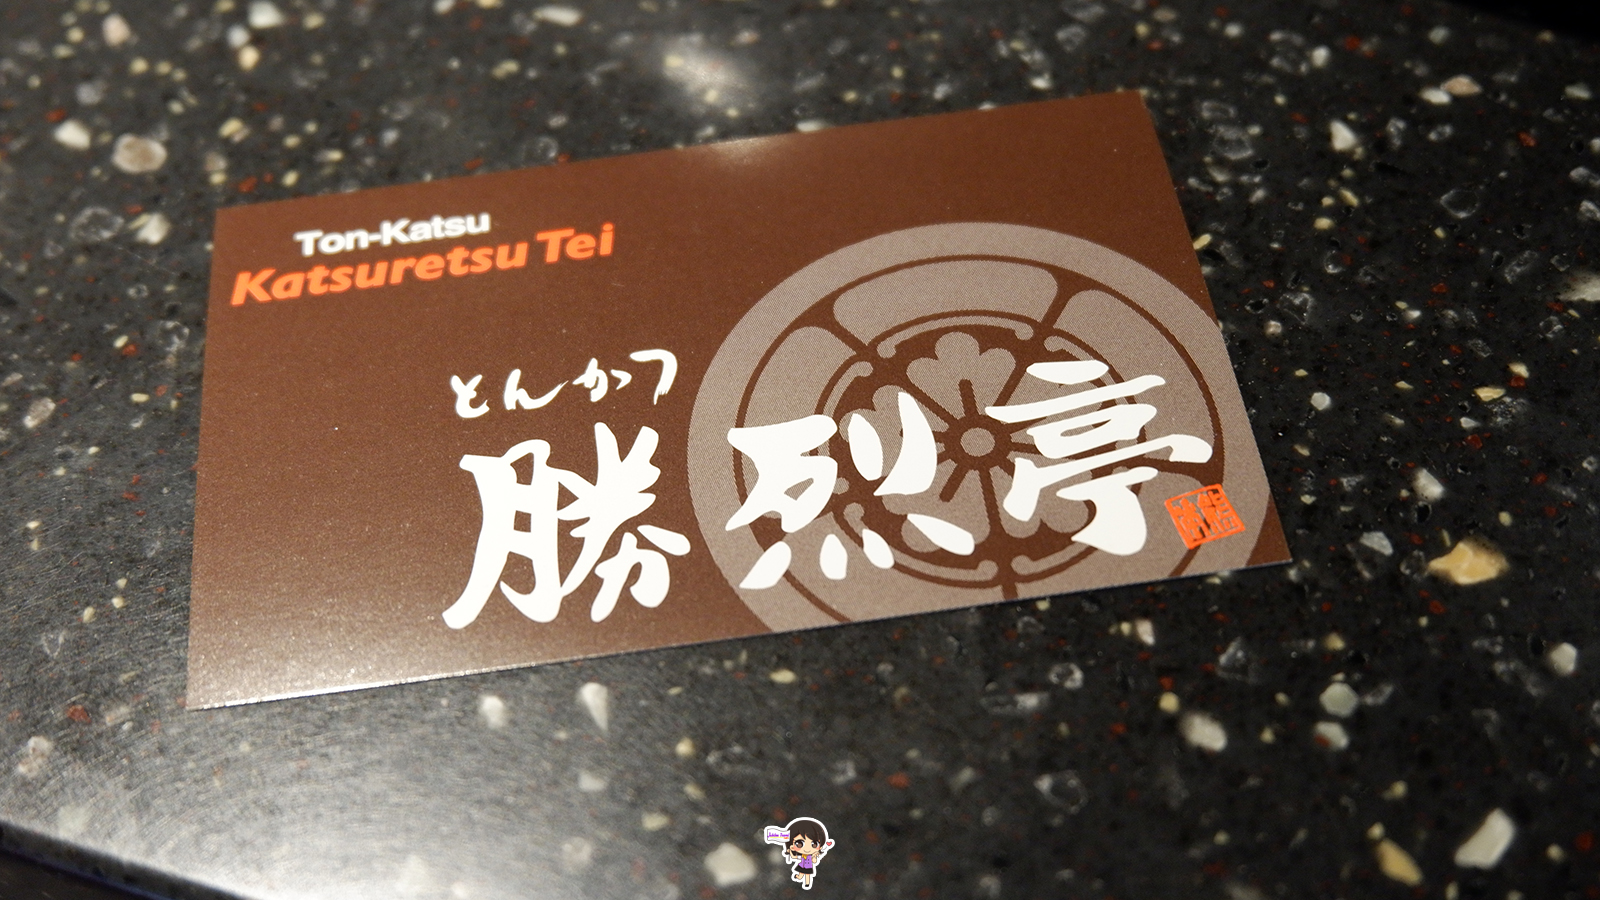 Ton-Katsu
Katsuretsu Tei
とんかつ
勝烈亭